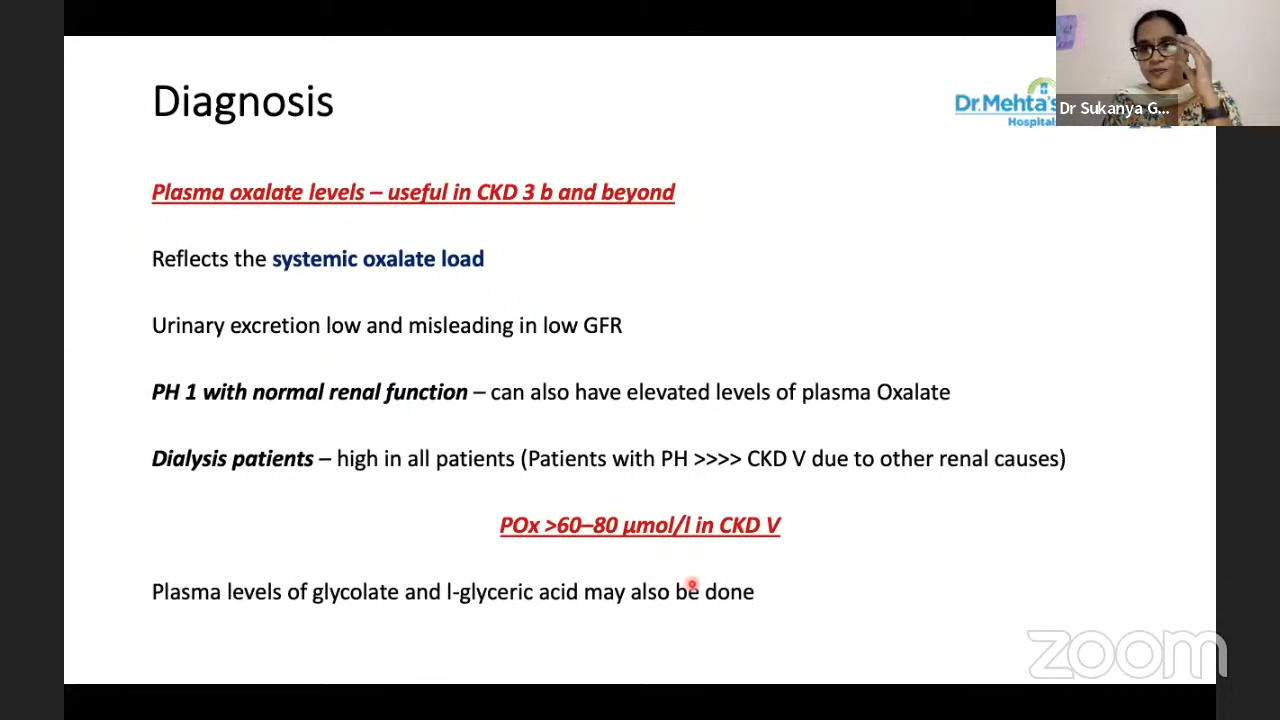 Diagnosis
Dr.Mehta's
Hospitals
Dr Sukanya G...
Plasma oxalate levels – useful in CKD 3 b and beyond
Reflects the systemic oxalate load
Urinary excretion low and misleading in low GFR
PH 1 with normal renal function – can also have elevated levels of plasma Oxalate
Dialysis patients – high in all patients (Patients with PH >>>> CKD V due to other renal causes)
POx >60–80 μmol/l in CKD V
Plasma levels of glycolate and l-glyceric acid may also be done
zoom